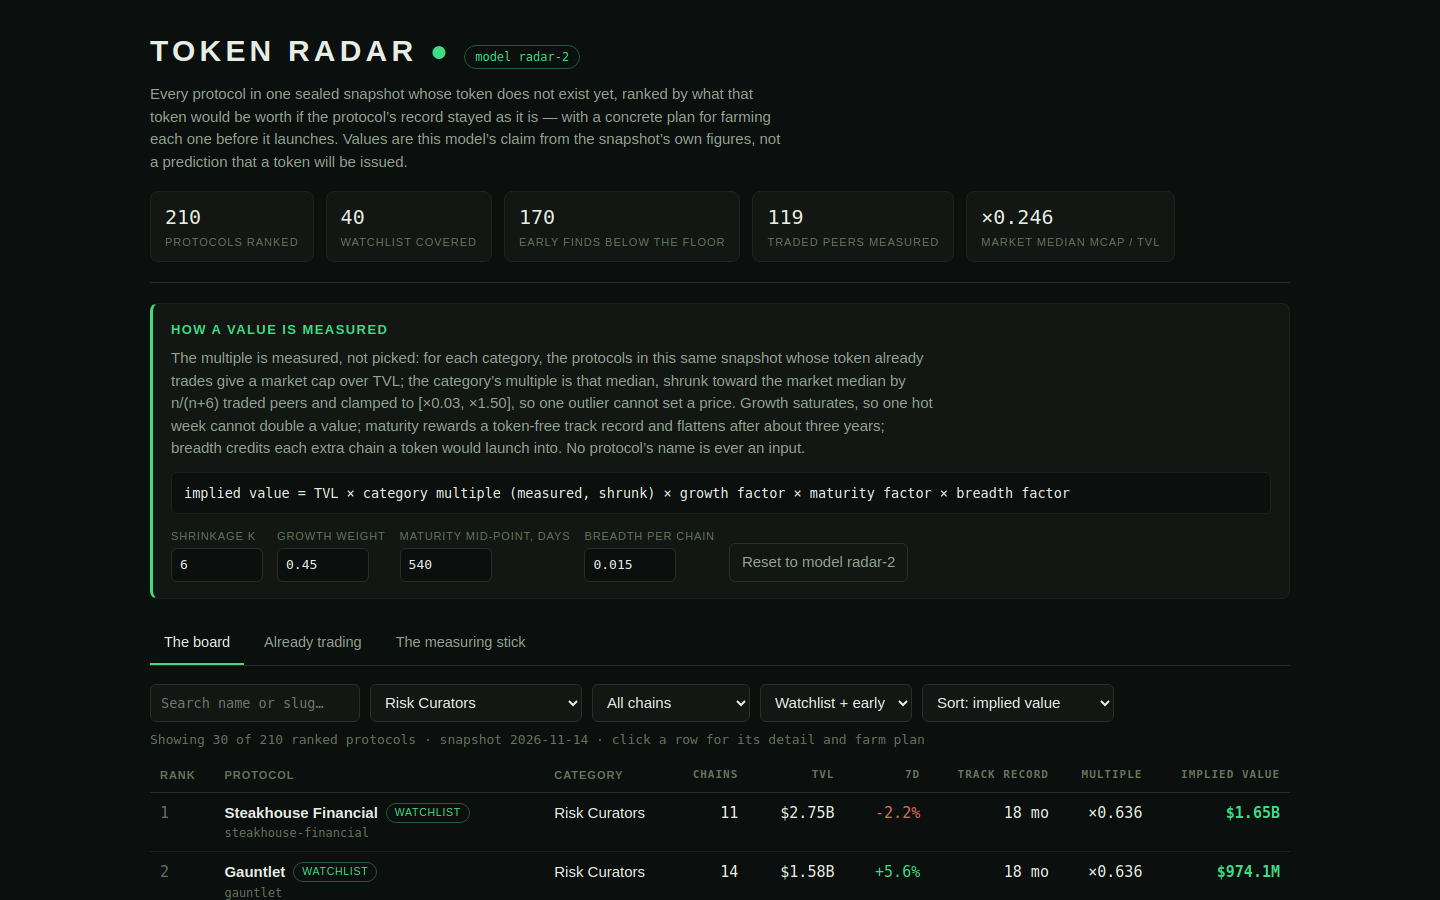 TOKEN RADAR
model radar-2
Every protocol in one sealed snapshot whose token does not exist yet, ranked by what that
token would be worth if the protocol's record stayed as it is — with a concrete plan for farming
each one before it launches. Values are this model's claim from the snapshot's own figures, not
a prediction that a token will be issued.
210
PROTOCOLS RANKED
40
WATCHLIST COVERED
170
EARLY FINDS BELOW THE FLOOR
119
TRADED PEERS MEASURED
×0.246
MARKET MEDIAN MCAP / TVL
HOW A VALUE IS MEASURED
The multiple is measured, not picked: for each category, the protocols in this same snapshot whose token already
trades give a market cap over TVL; the category's multiple is that median, shrunk toward the market median by
n/(n+6) traded peers and clamped to [×0.03, ×1.50], so one outlier cannot set a price. Growth saturates, so one hot
week cannot double a value; maturity rewards a token-free track record and flattens after about three years;
breadth credits each extra chain a token would launch into. No protocol's name is ever an input.
implied value = TVL × category multiple (measured, shrunk) × growth factor × maturity factor × breadth factor
SHRINKAGE K GROWTH WEIGHT MATURITY MID-POINT, DAYS BREADTH PER CHAIN
6 0.45 540 0.015 Reset to model radar-2
The board Already trading The measuring stick
Search name or slug… Risk Curators All chains Watchlist + early Sort: implied value
Showing 30 of 210 ranked protocols · snapshot 2026-11-14 · click a row for its detail and farm plan
RANK PROTOCOL CATEGORY CHAINS TVL 7D TRACK RECORD MULTIPLE IMPLIED VALUE
1 Steakhouse Financial WATCHLIST Risk Curators 11 $2.75B -2.2% 18 mo ×0.636 $1.65B
steakhouse-financial
2 Gauntlet WATCHLIST Risk Curators 14 $1.58B +5.6% 18 mo ×0.636 $974.1M
gauntlet